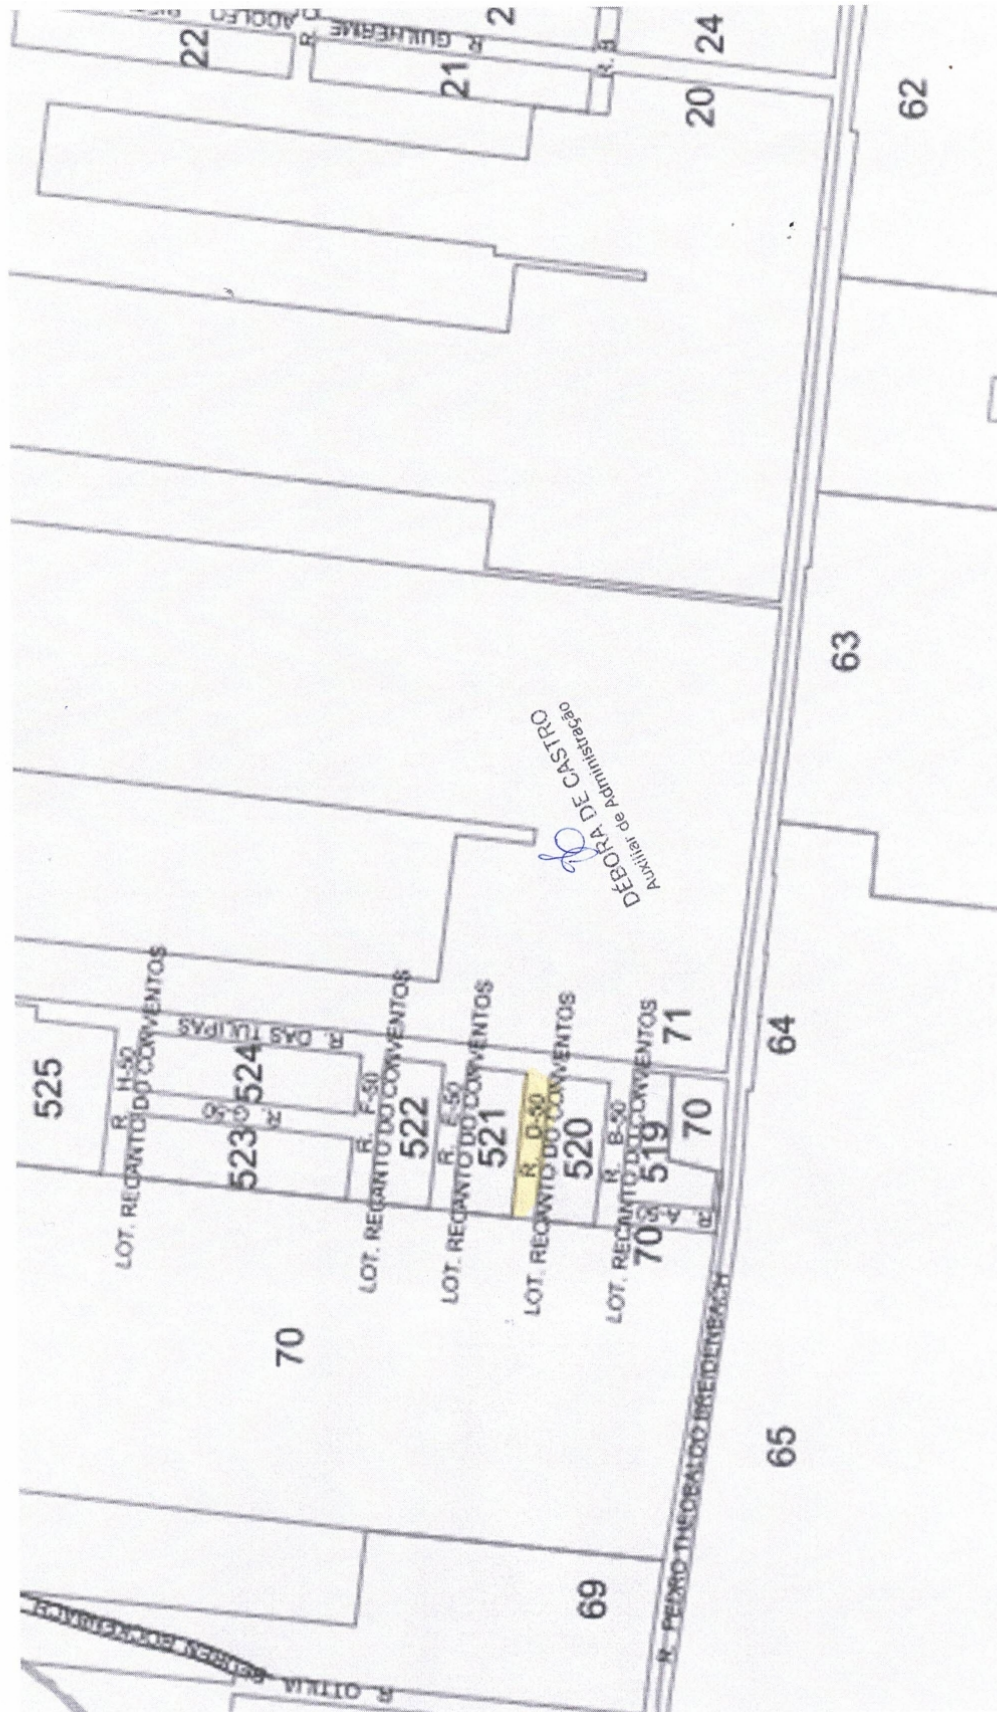 22
R. ADOLFO
R. GUILHERME
21
2
R. B
24
20
62
63
DÉBORA DE CASTRO
Auxiliar de Administração
525
R. H-50
LOT. RECANTO DO CONVENTOS
R. DAS TULIPAS
524
R. G-50
523
R. F-50
LOT. RECANTO DO CONVENTOS
522
R. E-50
LOT. RECANTO DO CONVENTOS
521
R. D-50
LOT. RECANTO DO CONVENTOS
520
R. B-50
LOT. RECANTO DO CONVENTOS
519
70
R. A-50
70
71
64
70
R. PEDRO THEOBALDO BREIDENBACH
65
69
R. OTTILIA